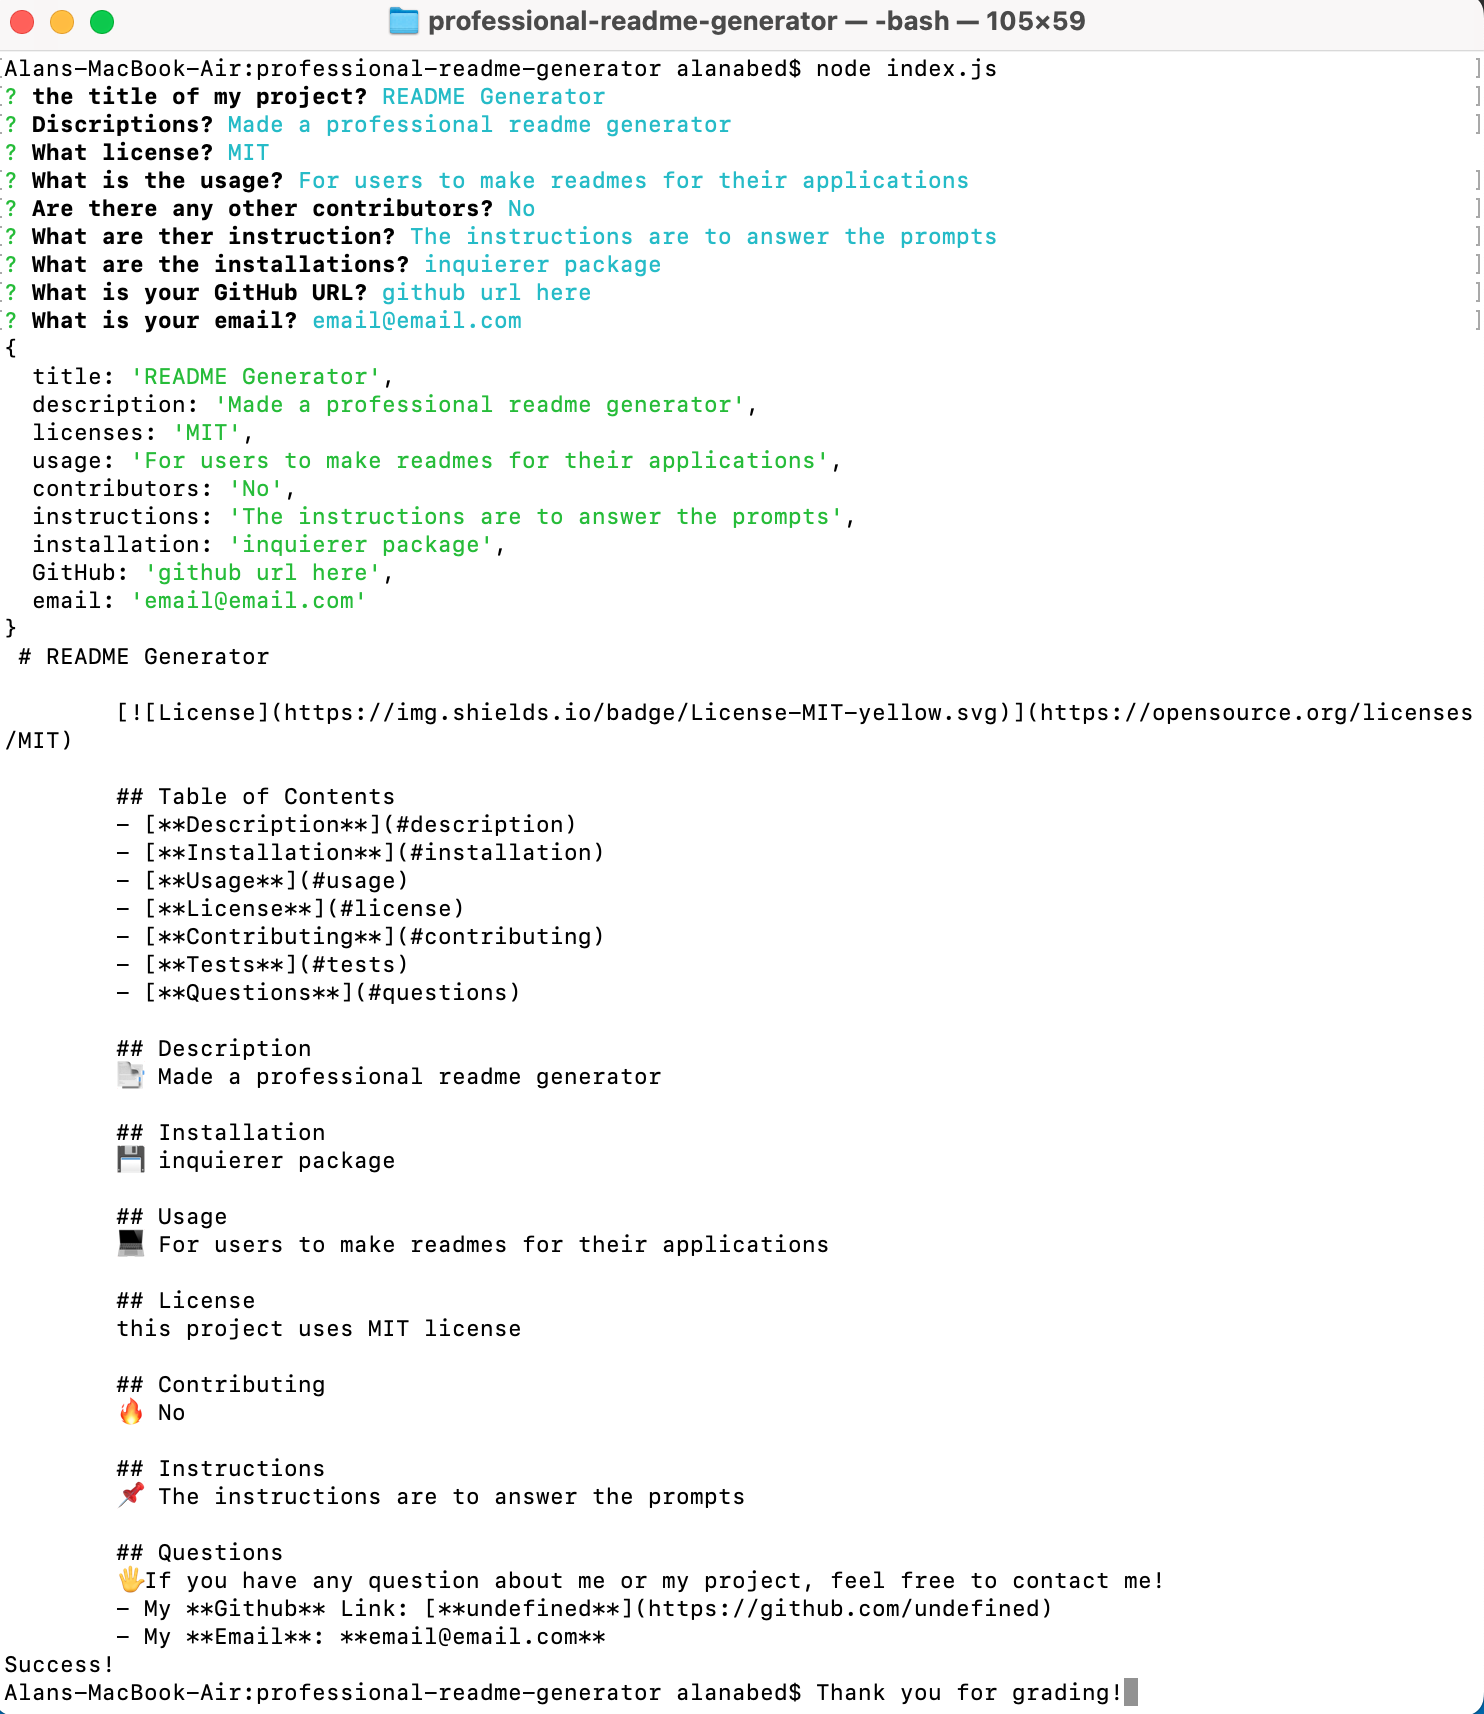 professional-readme-generator — -bash — 105×59
Alans-MacBook-Air:professional-readme-generator alanabed$ node index.js
? the title of my project? README Generator
? Discriptions? Made a professional readme generator
? What license? MIT
? What is the usage? For users to make readmes for their applications
? Are there any other contributors? No
? What are ther instruction? The instructions are to answer the prompts
? What are the installations? inquierer package
? What is your GitHub URL? github url here
? What is your email? email@email.com
{
  title: 'README Generator',
  description: 'Made a professional readme generator',
  licenses: 'MIT',
  usage: 'For users to make readmes for their applications',
  contributors: 'No',
  instructions: 'The instructions are to answer the prompts',
  installation: 'inquierer package',
  GitHub: 'github url here',
  email: 'email@email.com'
}
 # README Generator
        [![License](https://img.shields.io/badge/License-MIT-yellow.svg)](https://opensource.org/licenses
/MIT)
        ## Table of Contents
        - [**Description**](#description)
        - [**Installation**](#installation)
        - [**Usage**](#usage)
        - [**License**](#license)
        - [**Contributing**](#contributing)
        - [**Tests**](#tests)
        - [**Questions**](#questions)
        ## Description
        Made a professional readme generator
        ## Installation
        💾 inquierer package
        ## Usage
        💻 For users to make readmes for their applications
        ## License
        this project uses MIT license
        ## Contributing
        🔥 No
        ## Instructions
        📌 The instructions are to answer the prompts
        ## Questions
        🖐If you have any question about me or my project, feel free to contact me!
        - My **Github** Link: [**undefined**](https://github.com/undefined)
        - My **Email**: **email@email.com**
Success!
Alans-MacBook-Air:professional-readme-generator alanabed$ Thank you for grading!